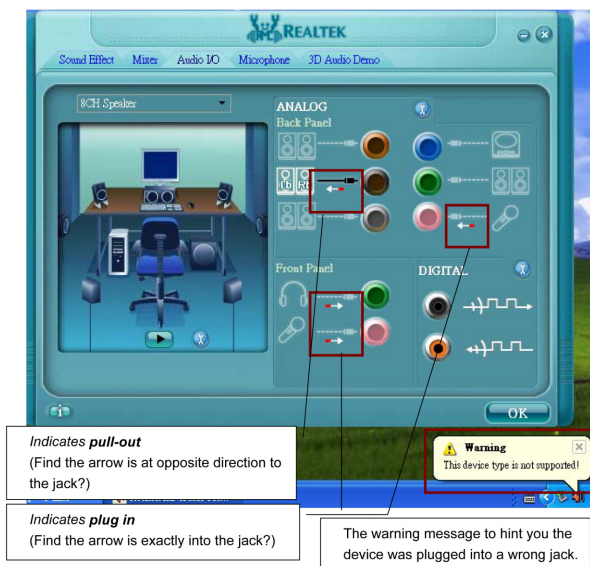 REALTEK
Sound Effect Mixer Audio I/O Microphone 3D Audio Demo
8CH Speaker
ANALOG
Back Panel
Front Panel
DIGITAL
OK
Indicates pull-out
(Find the arrow is at opposite direction to
the jack?)
Indicates plug in
(Find the arrow is exactly into the jack?)
Warning
This device type is not supported!
The warning message to hint you the
device was plugged into a wrong jack.